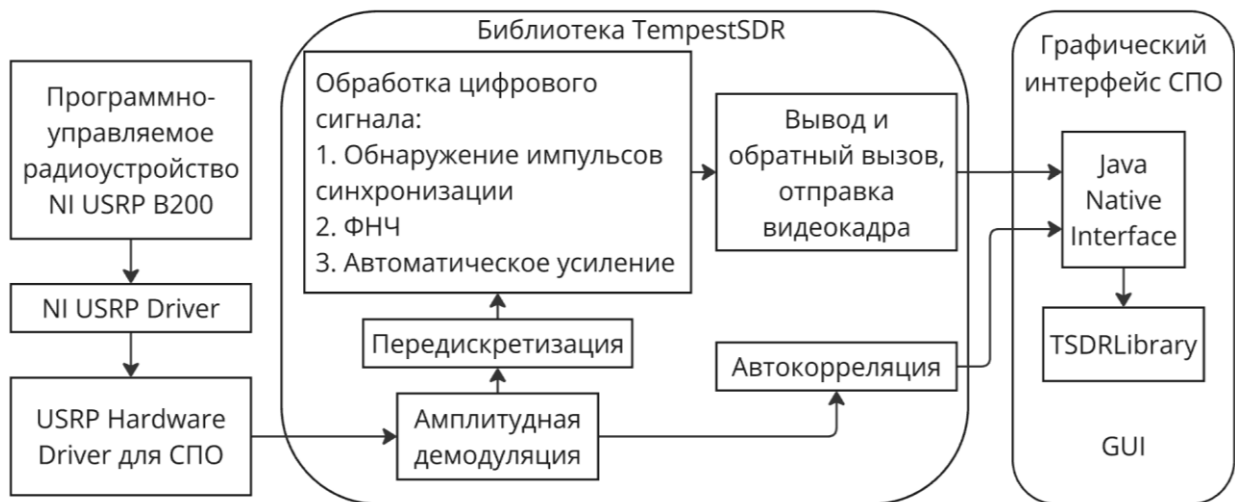 Программно-
управляемое
радиоустройство
NI USRP B200
NI USRP Driver
USRP Hardware
Driver для СПО
Библиотека TempestSDR
Обработка цифрового
сигнала:
1. Обнаружение импульсов
синхронизации
2. ФНЧ
3. Автоматическое усиление
Передискретизация
Амплитудная
демодуляция
Вывод и
обратный вызов,
отправка
видеокадра
Автокорреляция
Графический
интерфейс СПО
Java
Native
Interface
TSDRLibrary
GUI